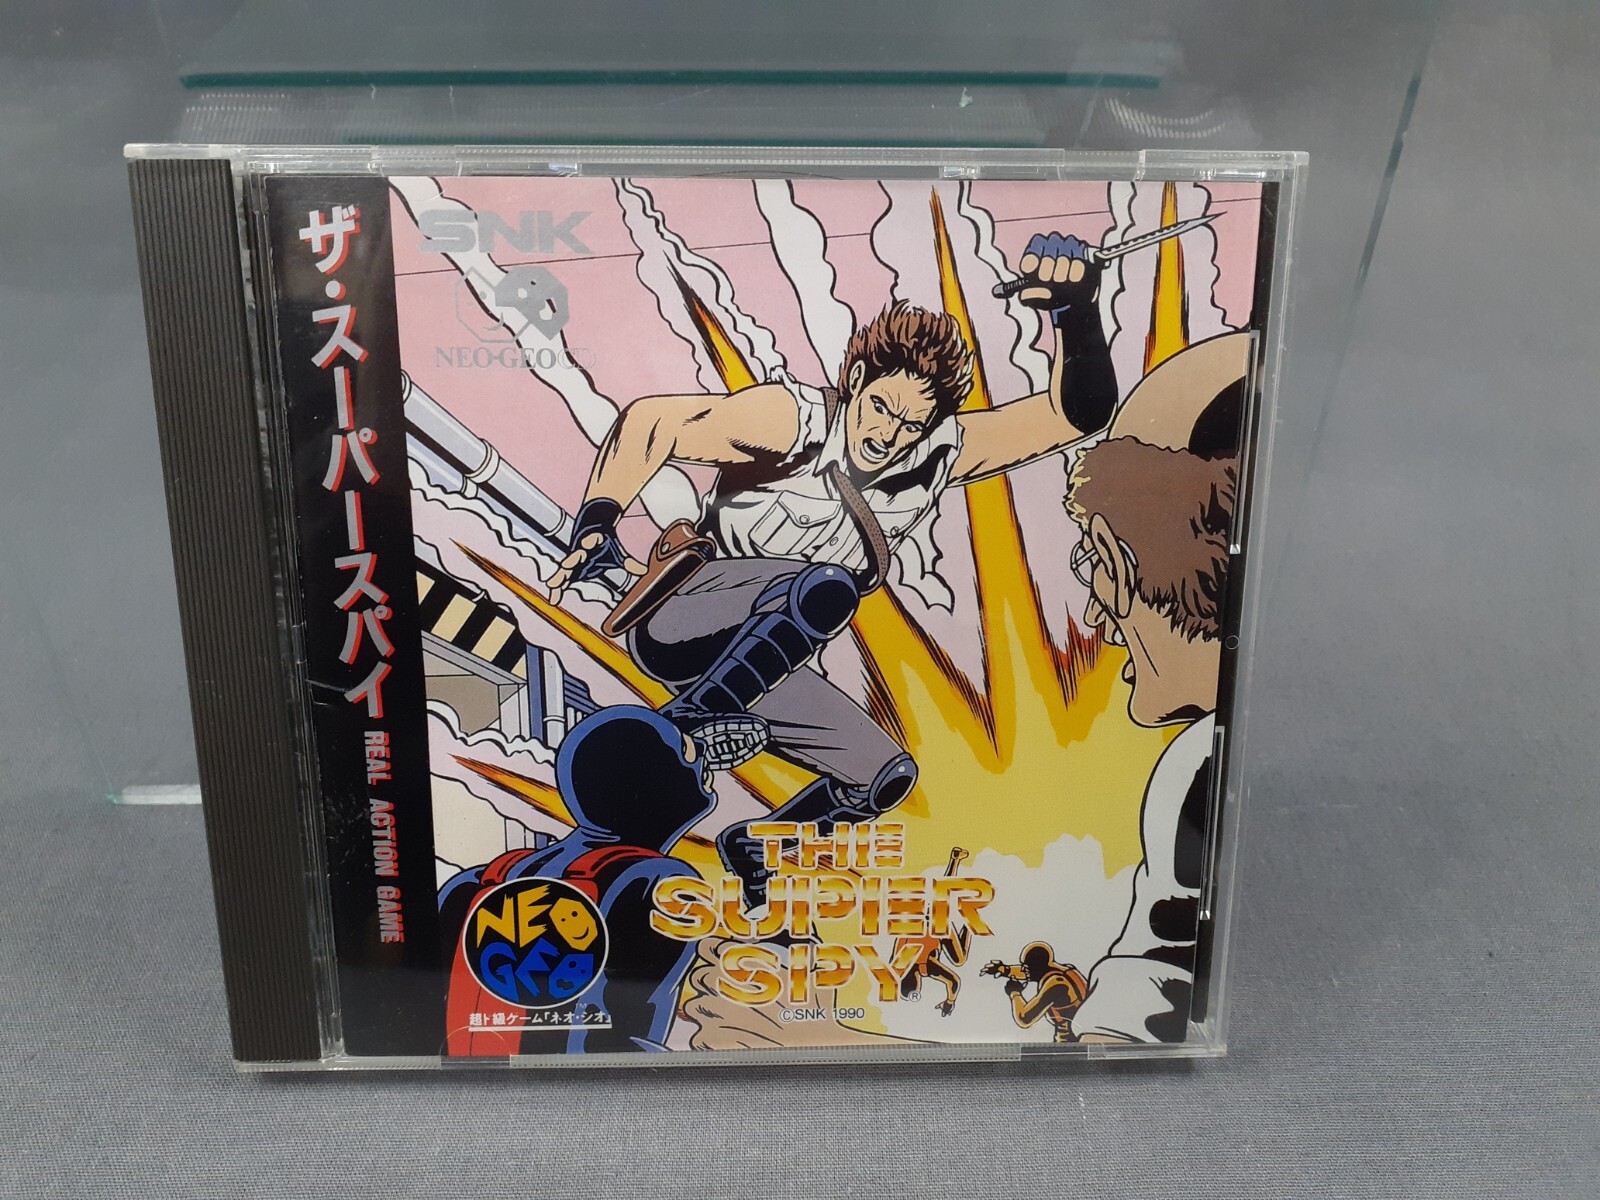 ザ・スーパースパイ REAL ACTION GAME
SNK
NEO·GEO CD
THE
SUPER
SPY®
©SNK 1990
NEO
GEO
TM
超ド級ゲーム「ネオ・ジオ」